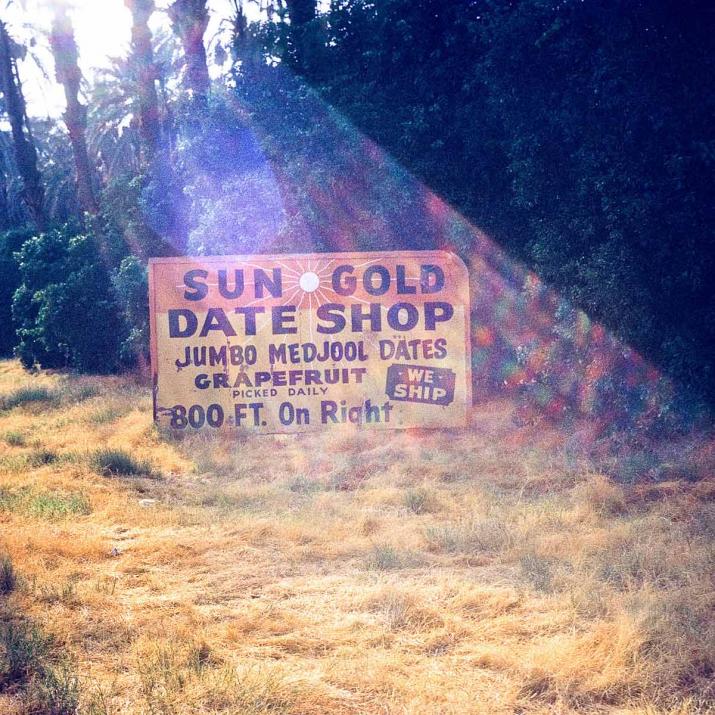 SUN GOLD
DATE SHOP
JUMBO MEDJOOL DATES
GRAPEFRUIT
PICKED DAILY
WE
SHIP
800 FT. On Right